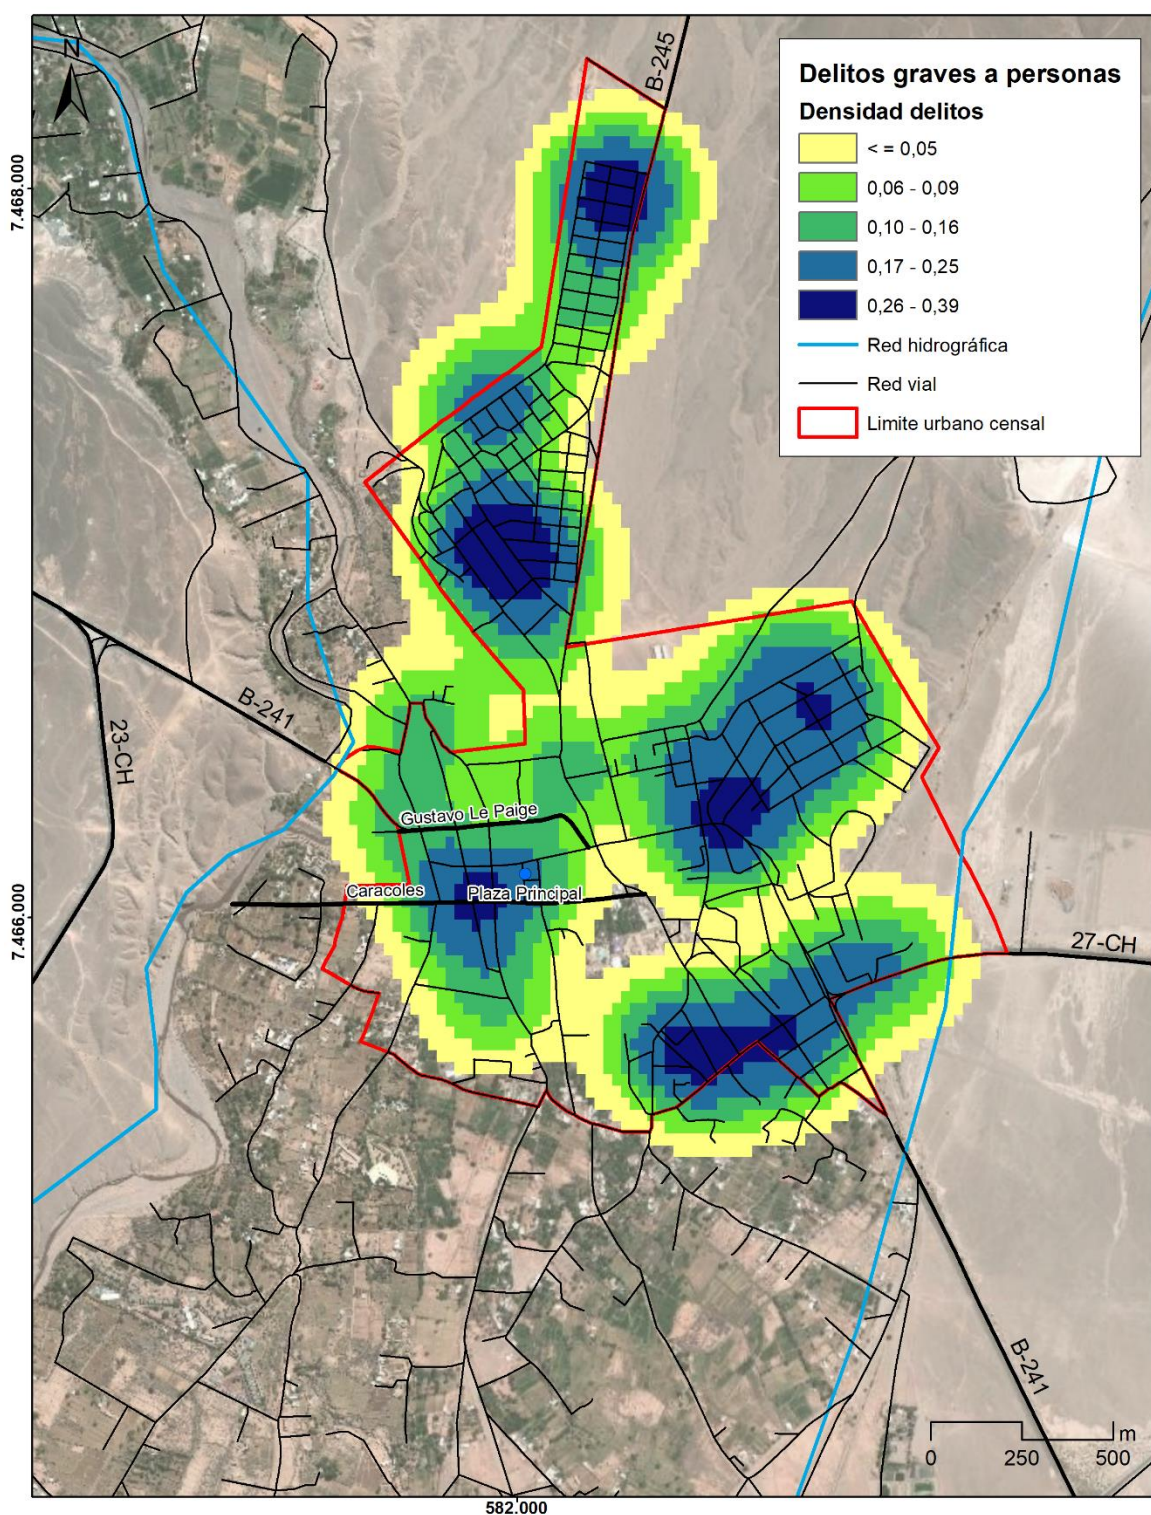 N
B-245
Delitos graves a personas
Densidad delitos
< = 0,05
0,06 - 0,09
0,10 - 0,16
0,17 - 0,25
0,26 - 0,39
Red hidrográfica
Red vial
Limite urbano censal
7.468.000
B-241
23-CH
Gustavo Le Paige
Caracoles
Plaza Principal
7.466.000
27-CH
B-241
m
0 250 500
582.000